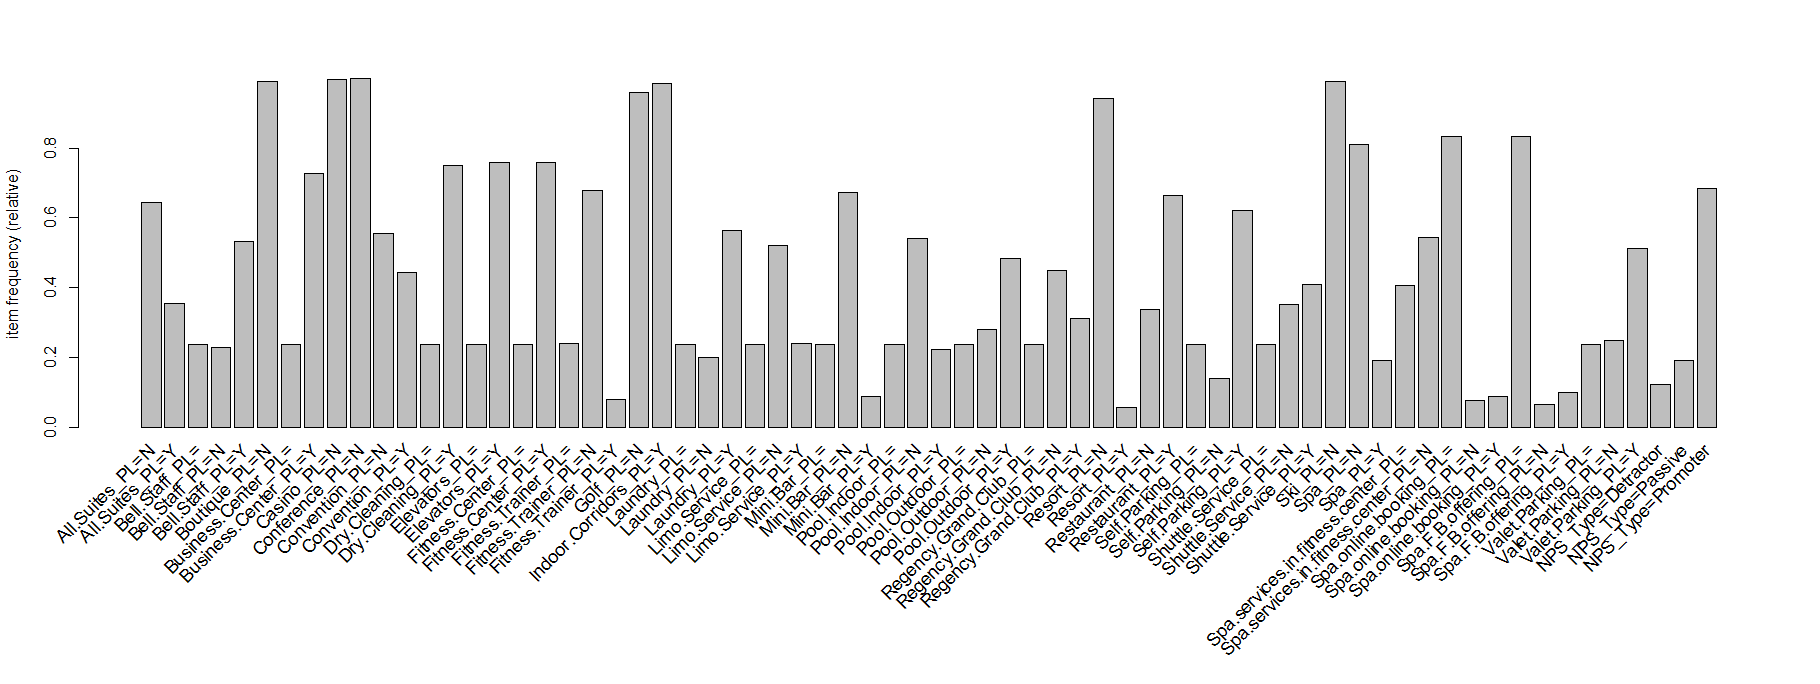 item frequency (relative)
0.0
0.2
0.4
0.6
0.8
All.Suites_PL=N
All.Suites_PL=Y
Bell.Staff_PL=
Bell.Staff_PL=N
Bell.Staff_PL=Y
Boutique_PL=N
Business.Center_PL=
Business.Center_PL=Y
Casino_PL=N
Conference_PL=N
Convention_PL=N
Convention_PL=Y
Dry.Cleaning_PL=
Dry.Cleaning_PL=Y
Elevators_PL=
Elevators_PL=Y
Fitness.Center_PL=
Fitness.Center_PL=Y
Fitness.Trainer_PL=
Fitness.Trainer_PL=N
Fitness.Trainer_PL=Y
Golf_PL=N
Indoor.Corridors_PL=Y
Laundry_PL=
Laundry_PL=N
Laundry_PL=Y
Limo.Service_PL=
Limo.Service_PL=N
Limo.Service_PL=Y
Mini.Bar_PL=
Mini.Bar_PL=N
Mini.Bar_PL=Y
Pool.Indoor_PL=
Pool.Indoor_PL=N
Pool.Indoor_PL=Y
Pool.Outdoor_PL=
Pool.Outdoor_PL=N
Pool.Outdoor_PL=Y
Regency.Grand.Club_PL=
Regency.Grand.Club_PL=N
Regency.Grand.Club_PL=Y
Resort_PL=N
Resort_PL=Y
Restaurant_PL=N
Restaurant_PL=Y
Self.Parking_PL=
Self.Parking_PL=N
Self.Parking_PL=Y
Shuttle.Service_PL=
Shuttle.Service_PL=N
Shuttle.Service_PL=Y
Ski_PL=N
Spa_PL=N
Spa_PL=Y
Spa.services.in.fitness.center_PL=
Spa.services.in.fitness.center_PL=N
Spa.online.booking_PL=
Spa.online.booking_PL=N
Spa.online.booking_PL=Y
Spa.F.B.offering_PL=
Spa.F.B.offering_PL=N
Spa.F.B.offering_PL=Y
Valet.Parking_PL=
Valet.Parking_PL=N
Valet.Parking_PL=Y
NPS_Type=Detractor
NPS_Type=Passive
NPS_Type=Promoter